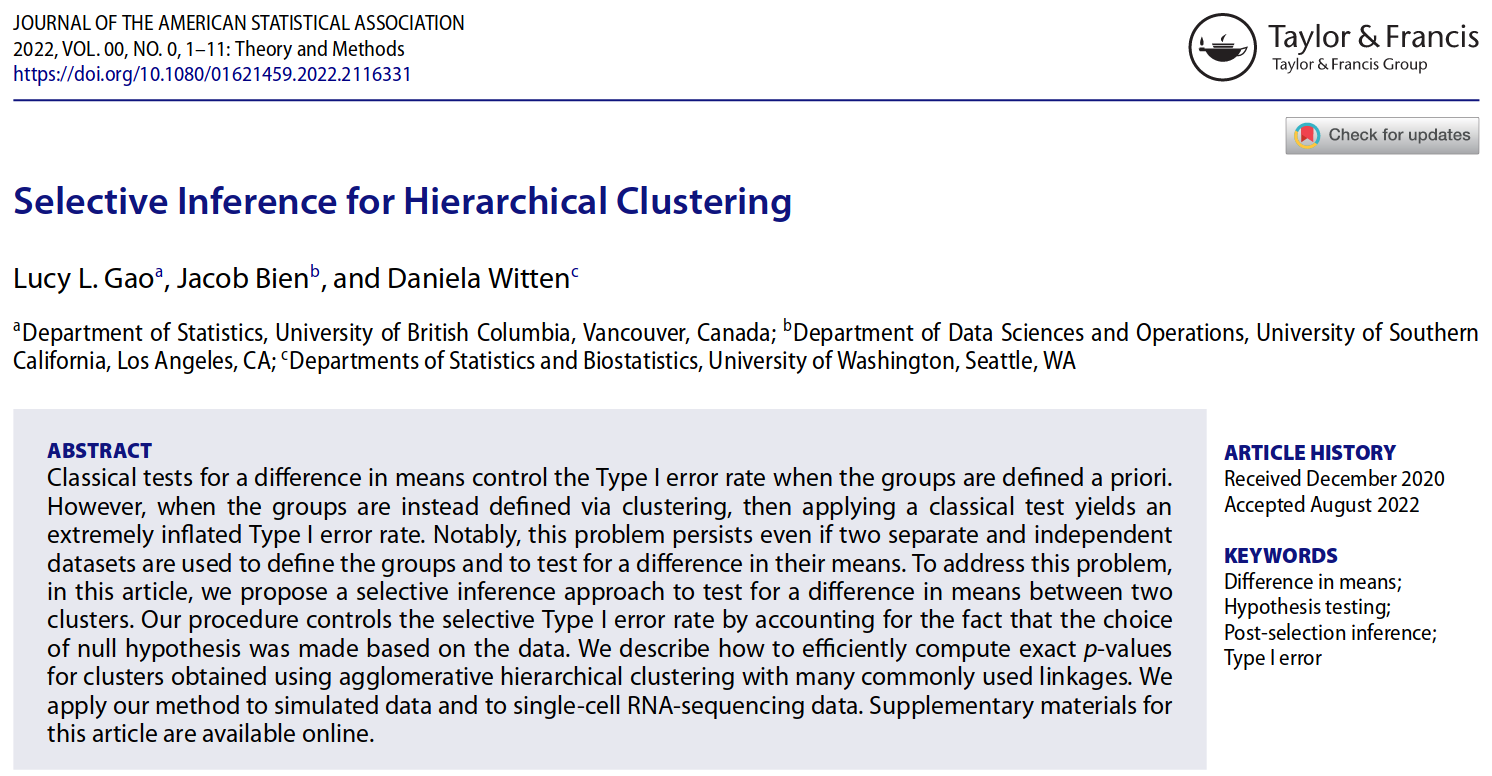 JOURNAL OF THE AMERICAN STATISTICAL ASSOCIATION
2022, VOL. 00, NO. 0, 1–11: Theory and Methods
https://doi.org/10.1080/01621459.2022.2116331
Taylor & Francis
Taylor & Francis Group
Check for updates
Selective Inference for Hierarchical Clustering
Lucy L. Gaoa, Jacob Bienb, and Daniela Wittenc
aDepartment of Statistics, University of British Columbia, Vancouver, Canada; bDepartment of Data Sciences and Operations, University of Southern
California, Los Angeles, CA; cDepartments of Statistics and Biostatistics, University of Washington, Seattle, WA
ABSTRACT
Classical tests for a difference in means control the Type I error rate when the groups are defined a priori.
However, when the groups are instead defined via clustering, then applying a classical test yields an
extremely inflated Type I error rate. Notably, this problem persists even if two separate and independent
datasets are used to define the groups and to test for a difference in their means. To address this problem,
in this article, we propose a selective inference approach to test for a difference in means between two
clusters. Our procedure controls the selective Type I error rate by accounting for the fact that the choice
of null hypothesis was made based on the data. We describe how to efficiently compute exact p-values
for clusters obtained using agglomerative hierarchical clustering with many commonly used linkages. We
apply our method to simulated data and to single-cell RNA-sequencing data. Supplementary materials for
this article are available online.
ARTICLE HISTORY
Received December 2020
Accepted August 2022
KEYWORDS
Difference in means;
Hypothesis testing;
Post-selection inference;
Type I error